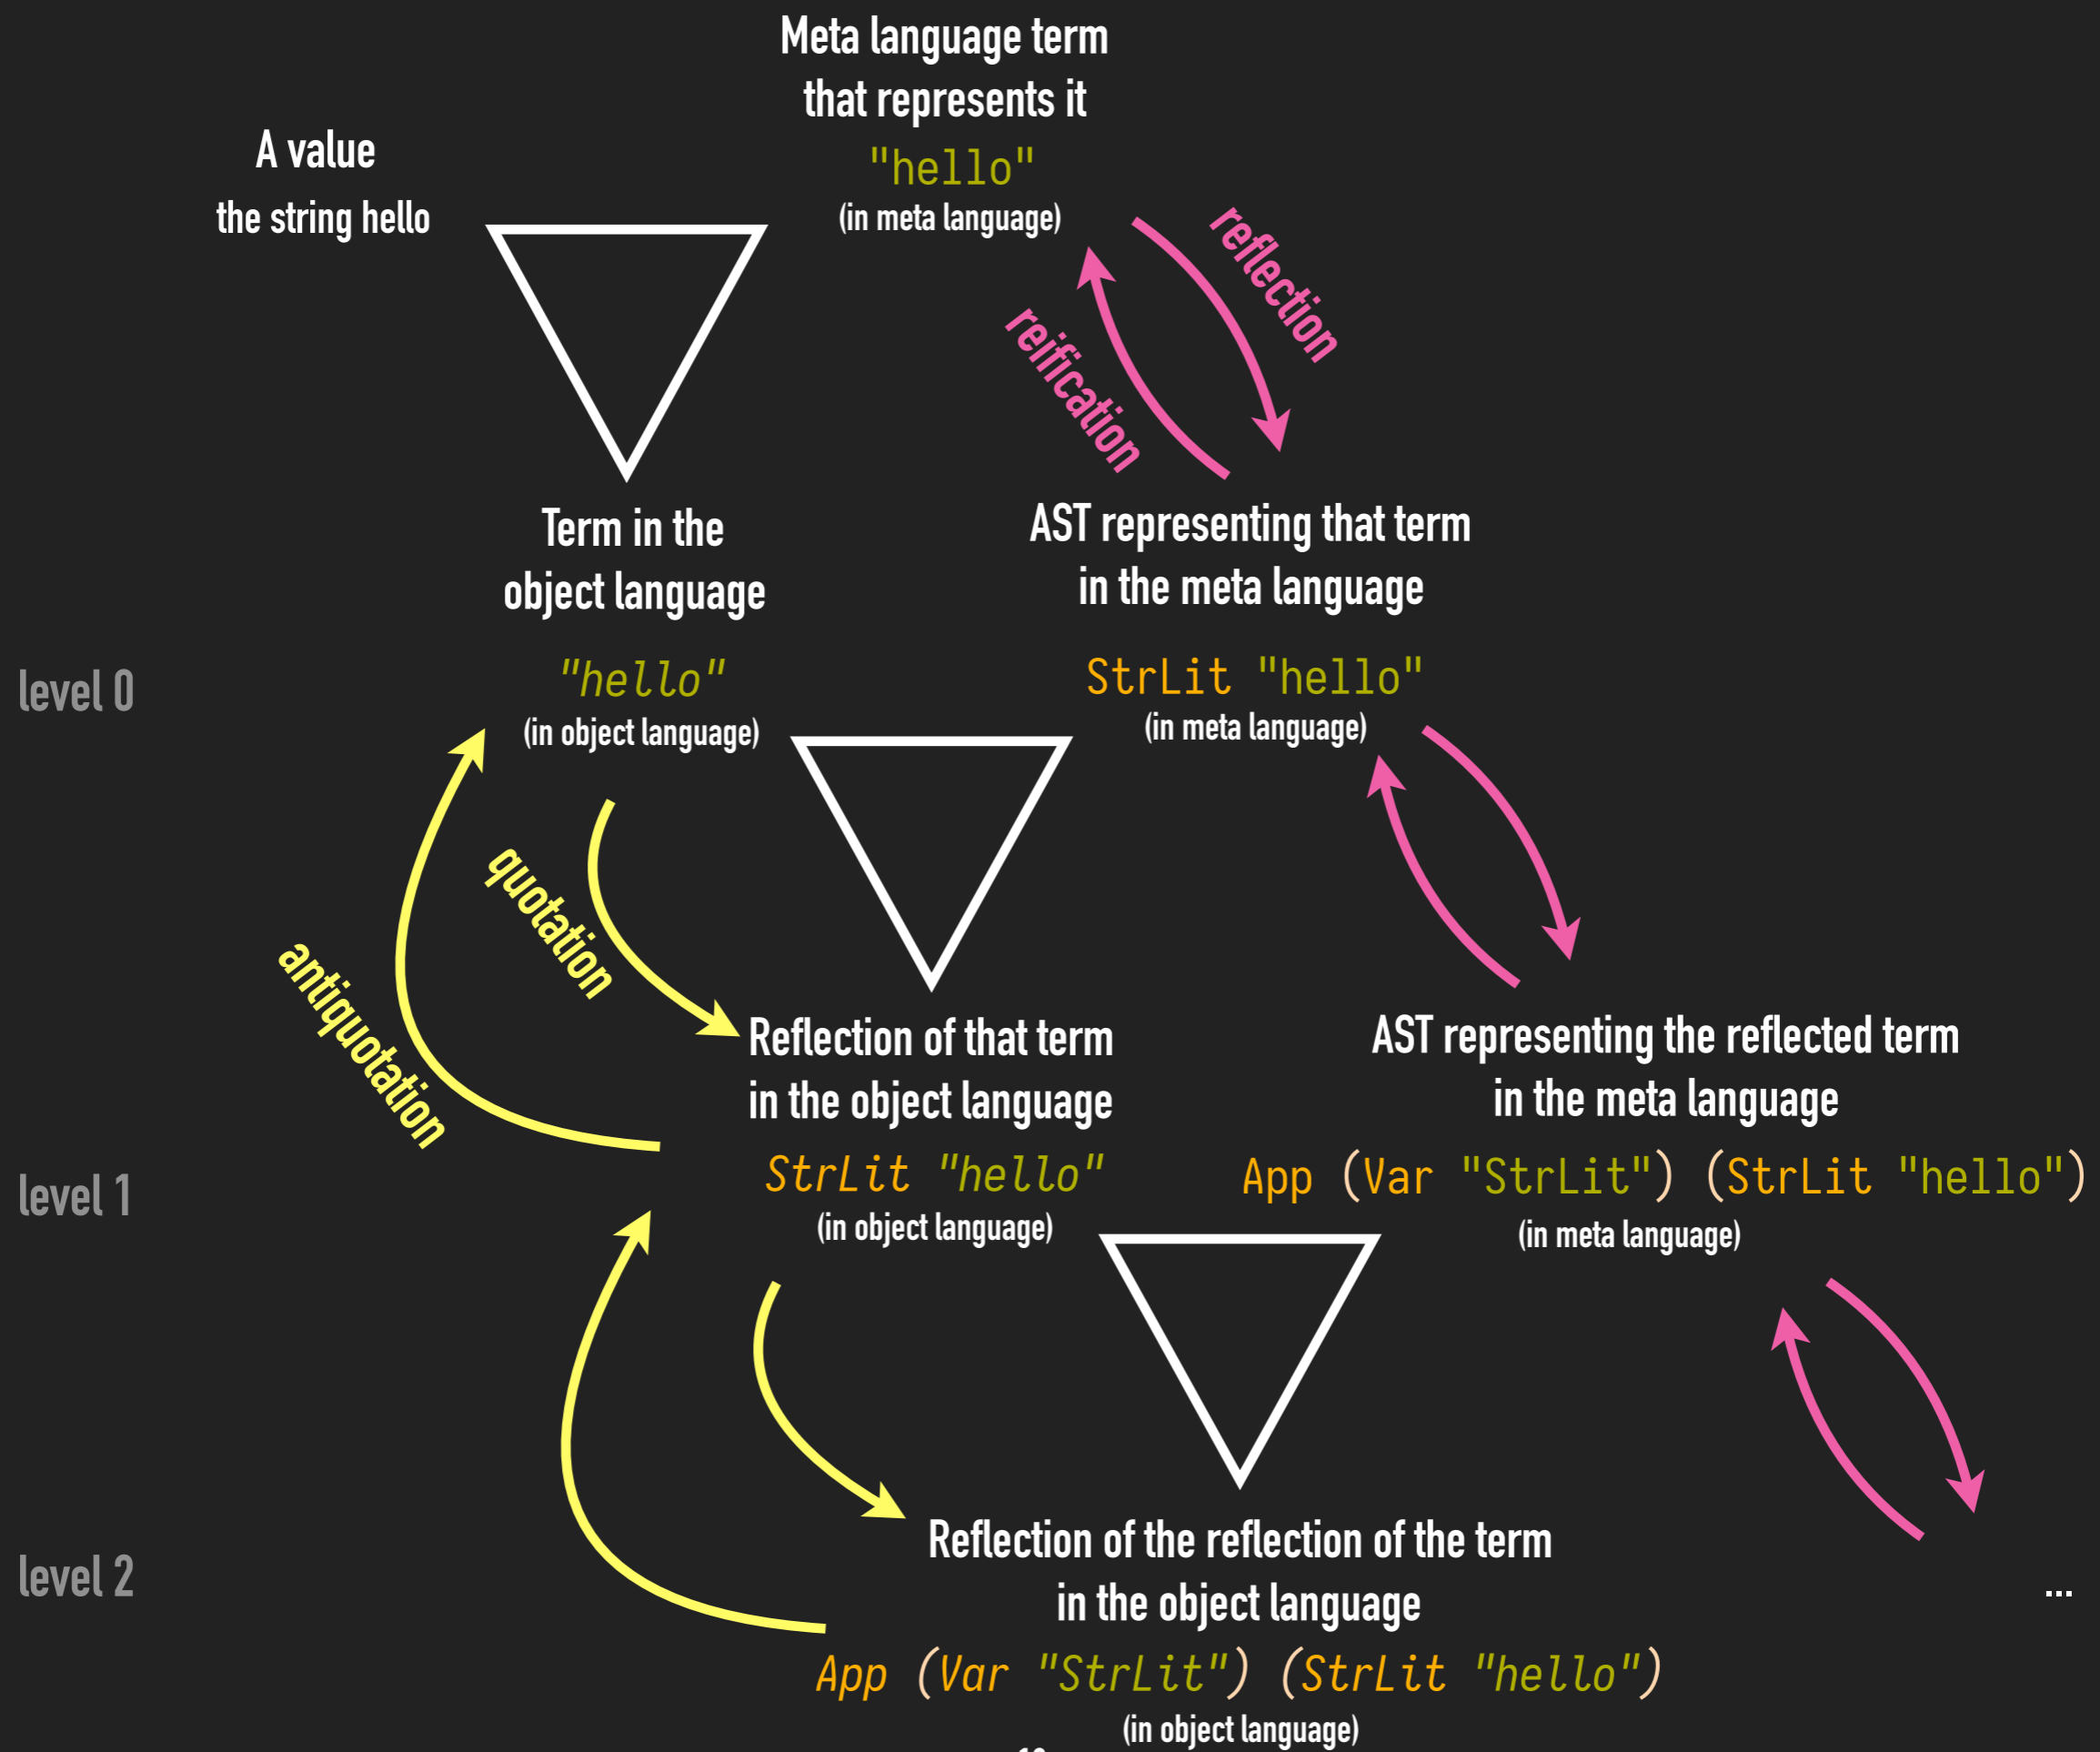 Meta language term
that represents it
"hello"
(in meta language)
A value
the string hello
reflection
reification
Term in the
object language
"hello"
(in object language)
AST representing that term
in the meta language
StrLit "hello"
(in meta language)
level 0
quotation
antiquotation
Reflection of that term
in the object language
StrLit "hello"
(in object language)
AST representing the reflected term
in the meta language
App (Var "StrLit") (StrLit "hello")
(in meta language)
level 1
level 2
Reflection of the reflection of the term
in the object language
App (Var "StrLit") (StrLit "hello")
(in object language)
...